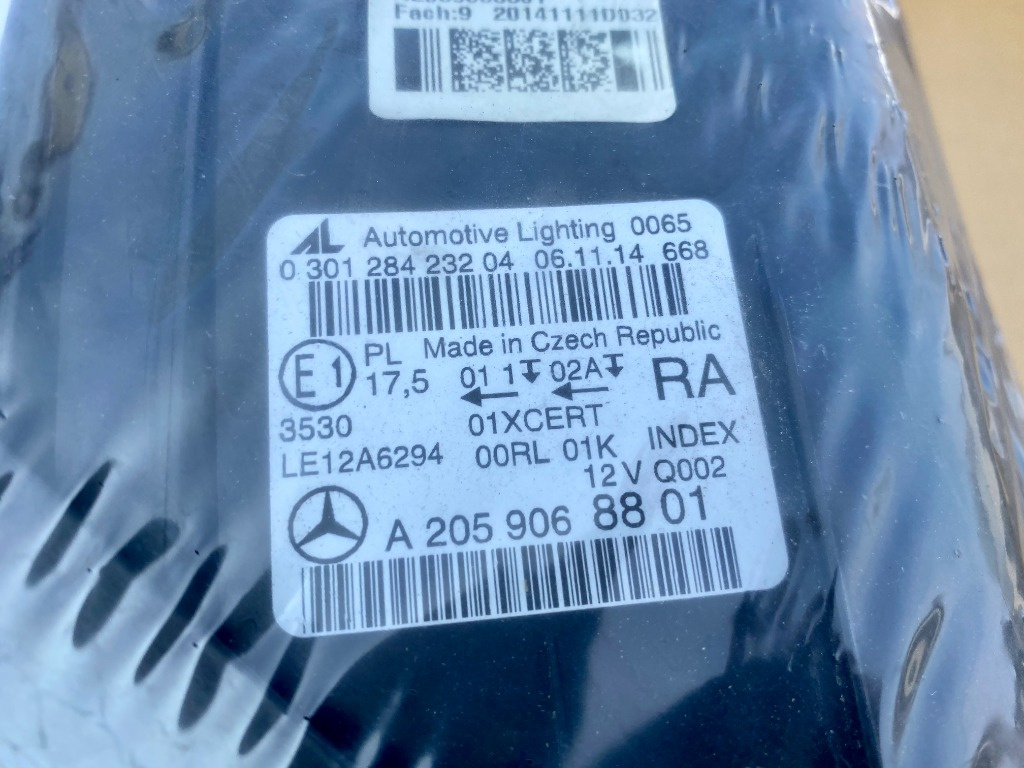 Fach:9 20141111DD32
AL Automotive Lighting 0065
0 301 284 232 04 06.11.14 668
Made in Czech Republic
E1 PL 17,5 01 1 02A RA
3530 01XCERT
LE12A6294 00RL 01K INDEX
12 V Q002
A 205 906 88 01